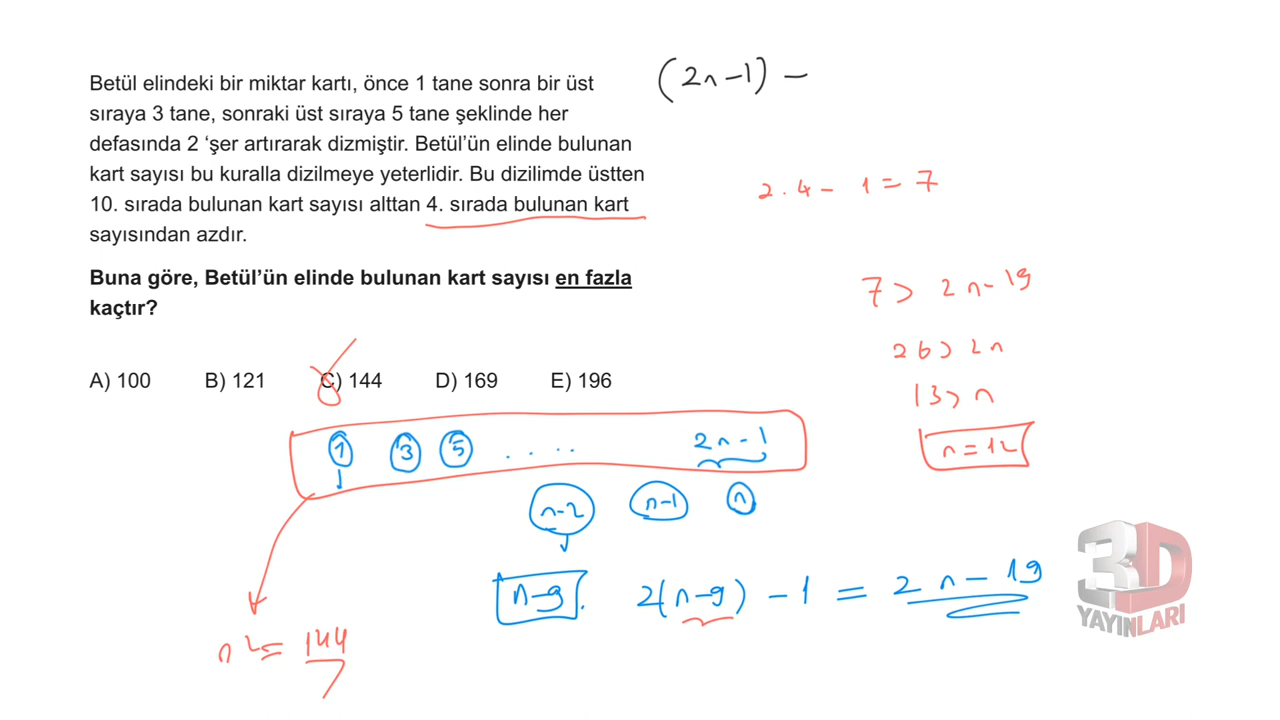 Betül elindeki bir miktar kartı, önce 1 tane sonra bir üst
sıraya 3 tane, sonraki üst sıraya 5 tane şeklinde her
defasında 2 ‘şer artırarak dizmiştir. Betül’ün elinde bulunan
kart sayısı bu kuralla dizilmeye yeterlidir. Bu dizilimde üstten
10. sırada bulunan kart sayısı alttan 4. sırada bulunan kart
sayısından azdır.
Buna göre, Betül’ün elinde bulunan kart sayısı en fazla
kaçtır?
A) 100 B) 121 C) 144 D) 169 E) 196
(2n-1) -
2.4 - 1 = 7
7 > 2n-19
26 > 2n
13 > n
n = 12
1 3 5 .... 2n-1
n-2 n-1 n
n-9. 2(n-9) - 1 = 2n-19
n² = 144
3D
YAYINLARI